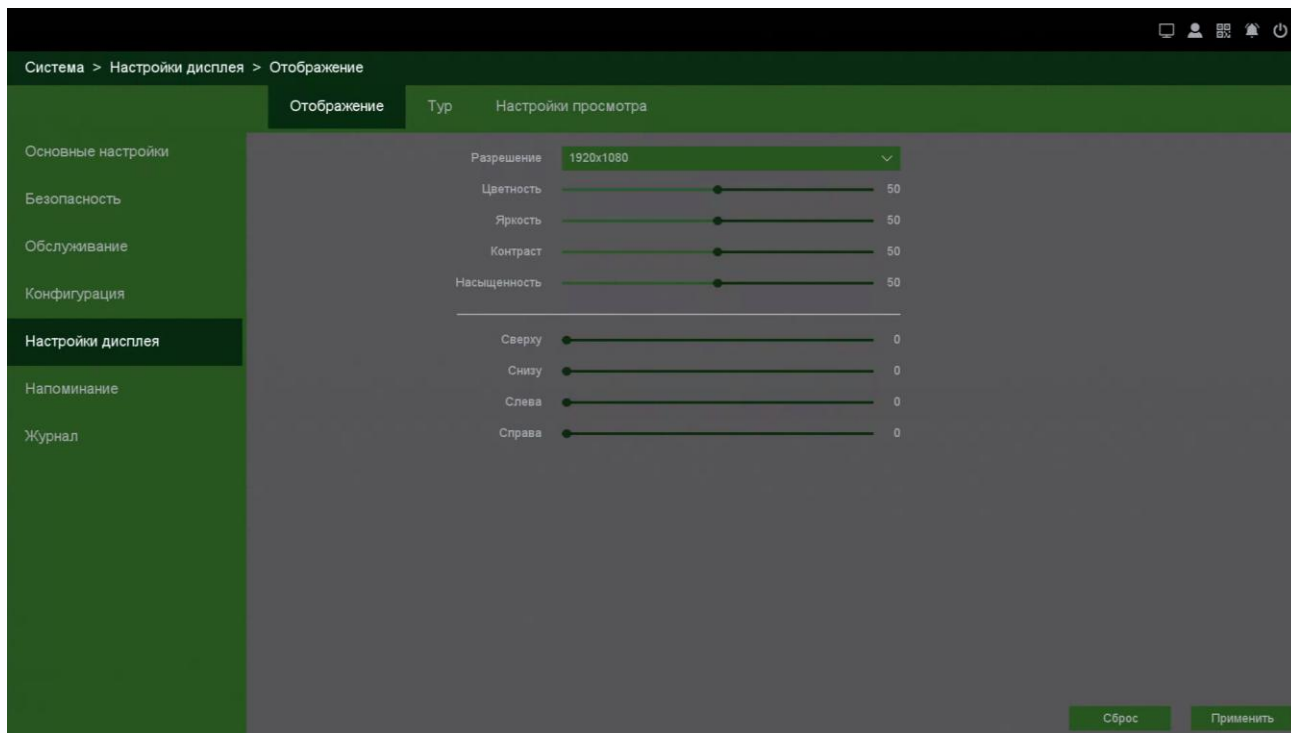 Система > Настройки дисплея > Отображение
Отображение Тур Настройки просмотра
Основные настройки
Безопасность
Обслуживание
Конфигурация
Настройки дисплея
Напоминание
Журнал
Разрешение 1920x1080
Цветность 50
Яркость 50
Контраст 50
Насыщенность 50
Сверху 0
Снизу 0
Слева 0
Справа 0
Сброс Применить